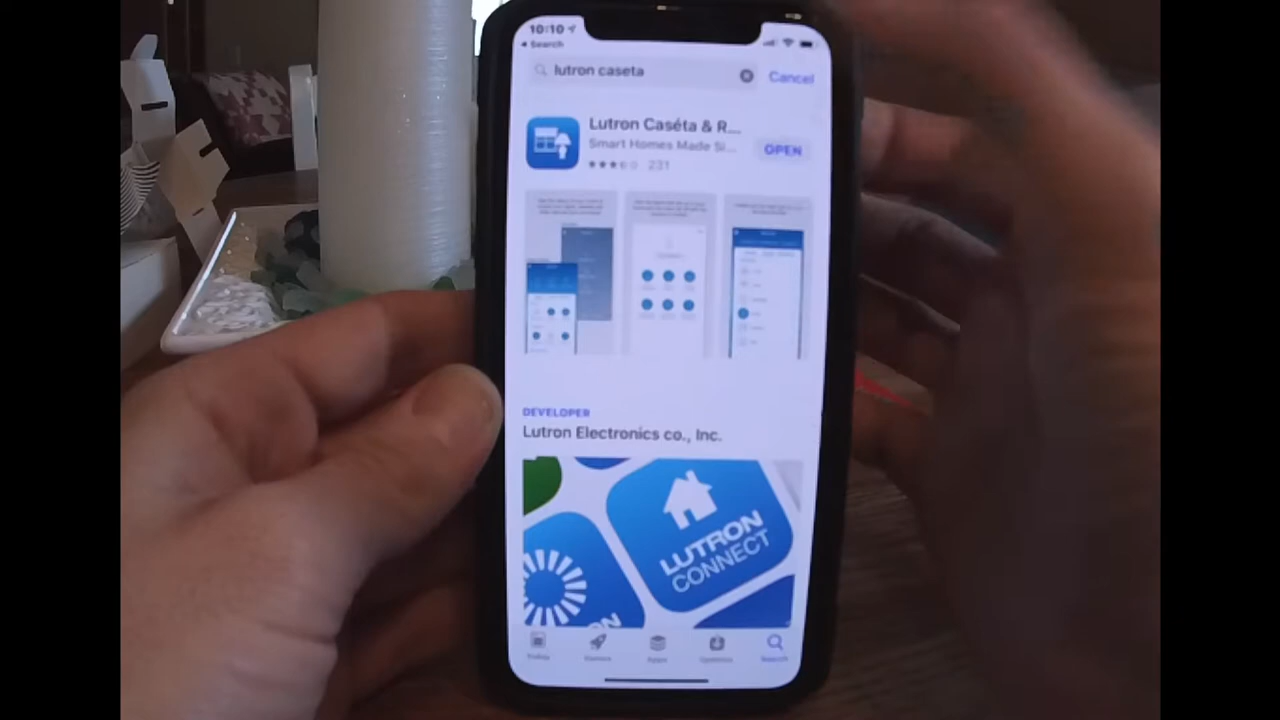 10:10
Search
lutron caseta
Cancel
Lutron Caséta & R...
Smart Homes Made Si...
231
OPEN
DEVELOPER
Lutron Electronics co., Inc.
LUTRON
CONNECT
ON
Today
Games
Apps
Updates
Search